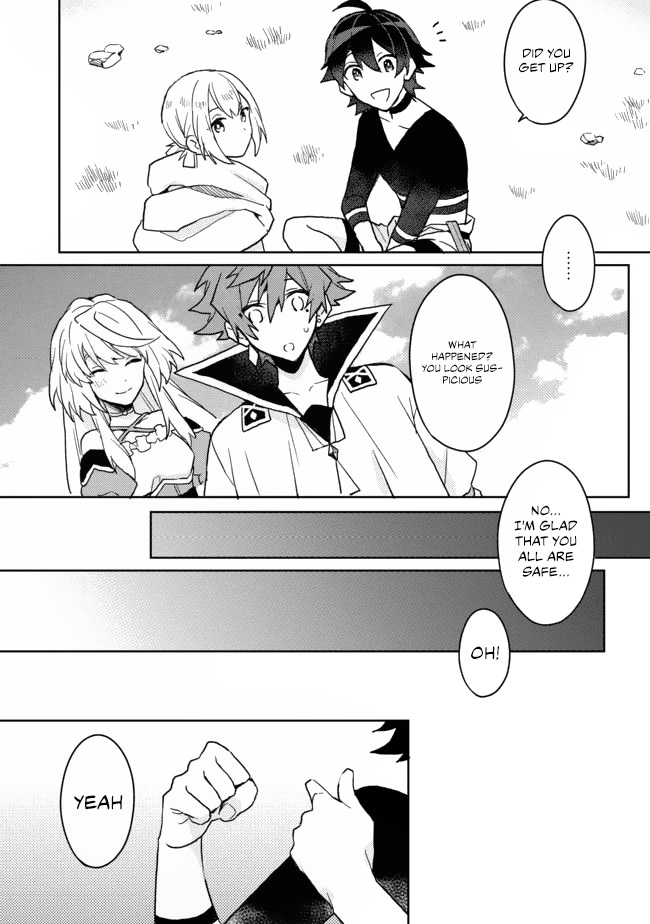 DID YOU
GET UP?
......
WHAT
HAPPENED?
YOU LOOK SUS-
PICIOUS
NO...
I'M GLAD
THAT YOU
ALL ARE
SAFE...
OH!
YEAH